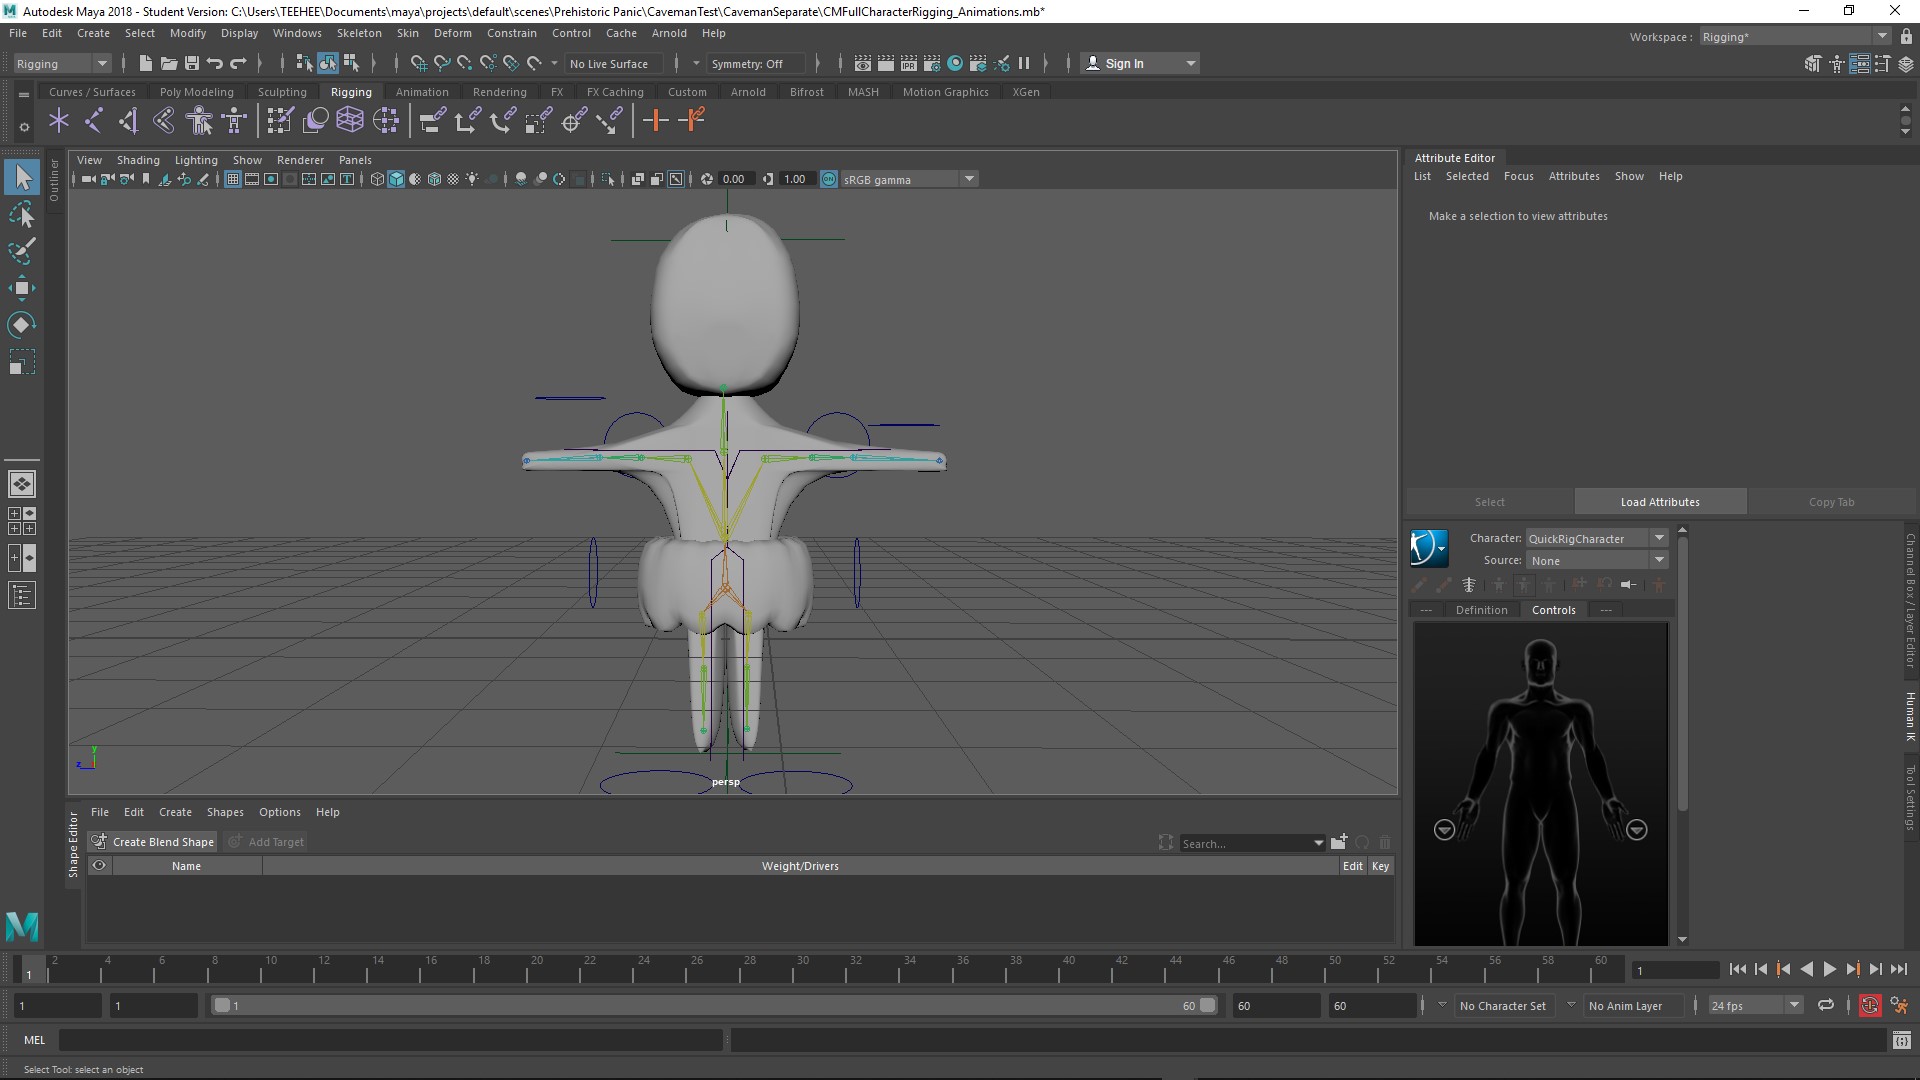 Autodesk Maya 2018 - Student Version: C:\Users\TEEHEE\Documents\maya\projects\default\scenes\Prehistoric Panic\CavemanTest\CavemanSeparate\CMFullCharacterRigging_Animations.mb*
File Edit Create Select Modify Display Windows Skeleton Skin Deform Constrain Control Cache Arnold Help
Workspace : Rigging*
Rigging No Live Surface Symmetry: Off IPR Sign In
Curves / Surfaces Poly Modeling Sculpting Rigging Animation Rendering FX FX Caching Custom Arnold Bifrost MASH Motion Graphics XGen
Outliner
View Shading Lighting Show Renderer Panels
0.00 1.00 ON sRGB gamma
persp
y
z
Attribute Editor
List Selected Focus Attributes Show Help
Make a selection to view attributes
Select Load Attributes Copy Tab
Character: QuickRigCharacter
Source: None
--- Definition Controls ---
Channel Box / Layer Editor
Human IK
Tool Settings
Shape Editor
File Edit Create Shapes Options Help
Create Blend Shape Add Target Search...
Name Weight/Drivers Edit Key
1 2 4 6 8 10 12 14 16 18 20 22 24 26 28 30 32 34 36 38 40 42 44 46 48 50 52 54 56 58 60 1
1 1 1 60 60 60 No Character Set No Anim Layer 24 fps
MEL
Select Tool: select an object